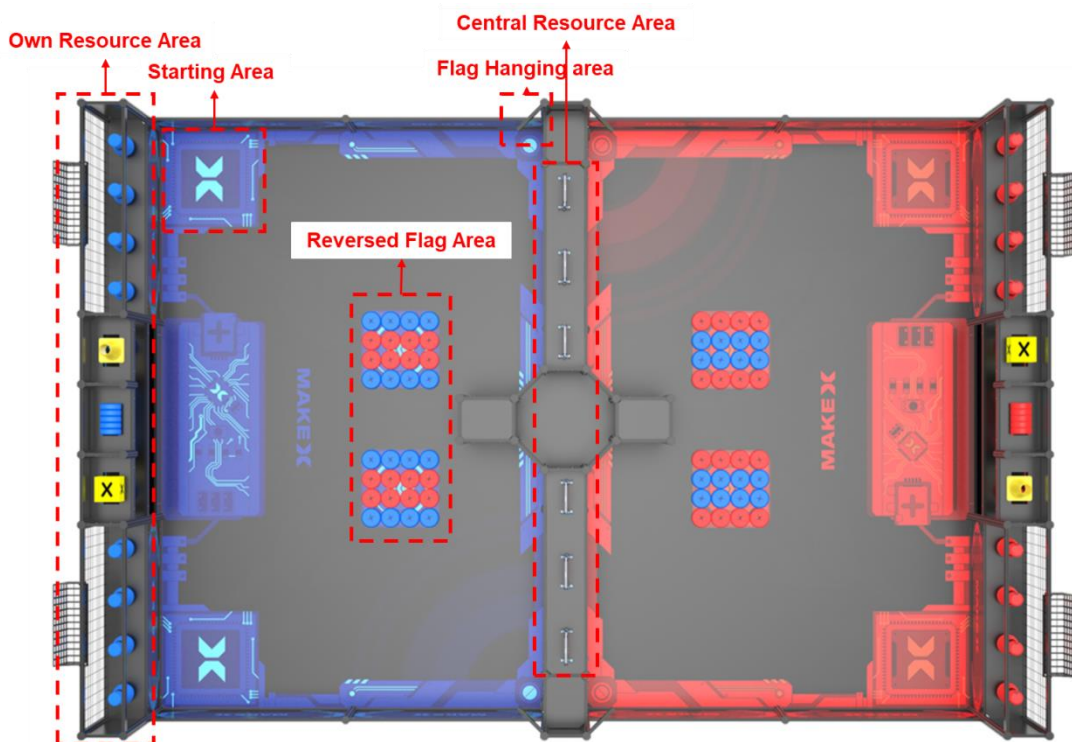 Central Resource Area
Own Resource Area
Starting Area
Flag Hanging area
Reversed Flag Area
MAKEX
MAKEX
X
X